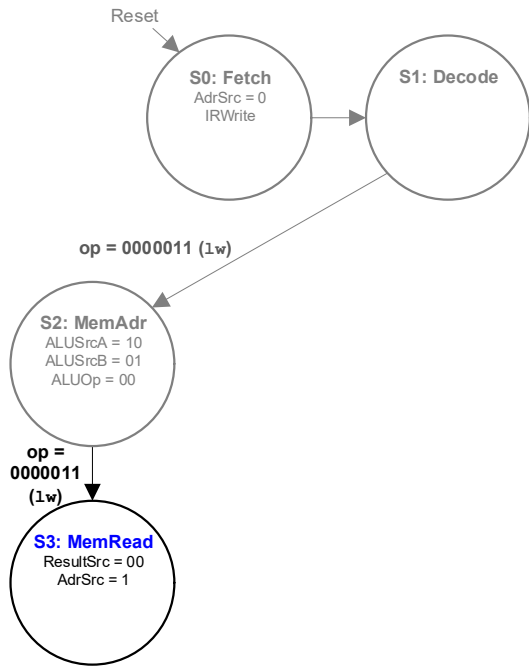 Reset
S0: Fetch
AdrSrc = 0
IRWrite
S1: Decode
op = 0000011 (lw)
S2: MemAdr
ALUSrcA = 10
ALUSrcB = 01
ALUOp = 00
op =
0000011
(lw)
S3: MemRead
ResultSrc = 00
AdrSrc = 1